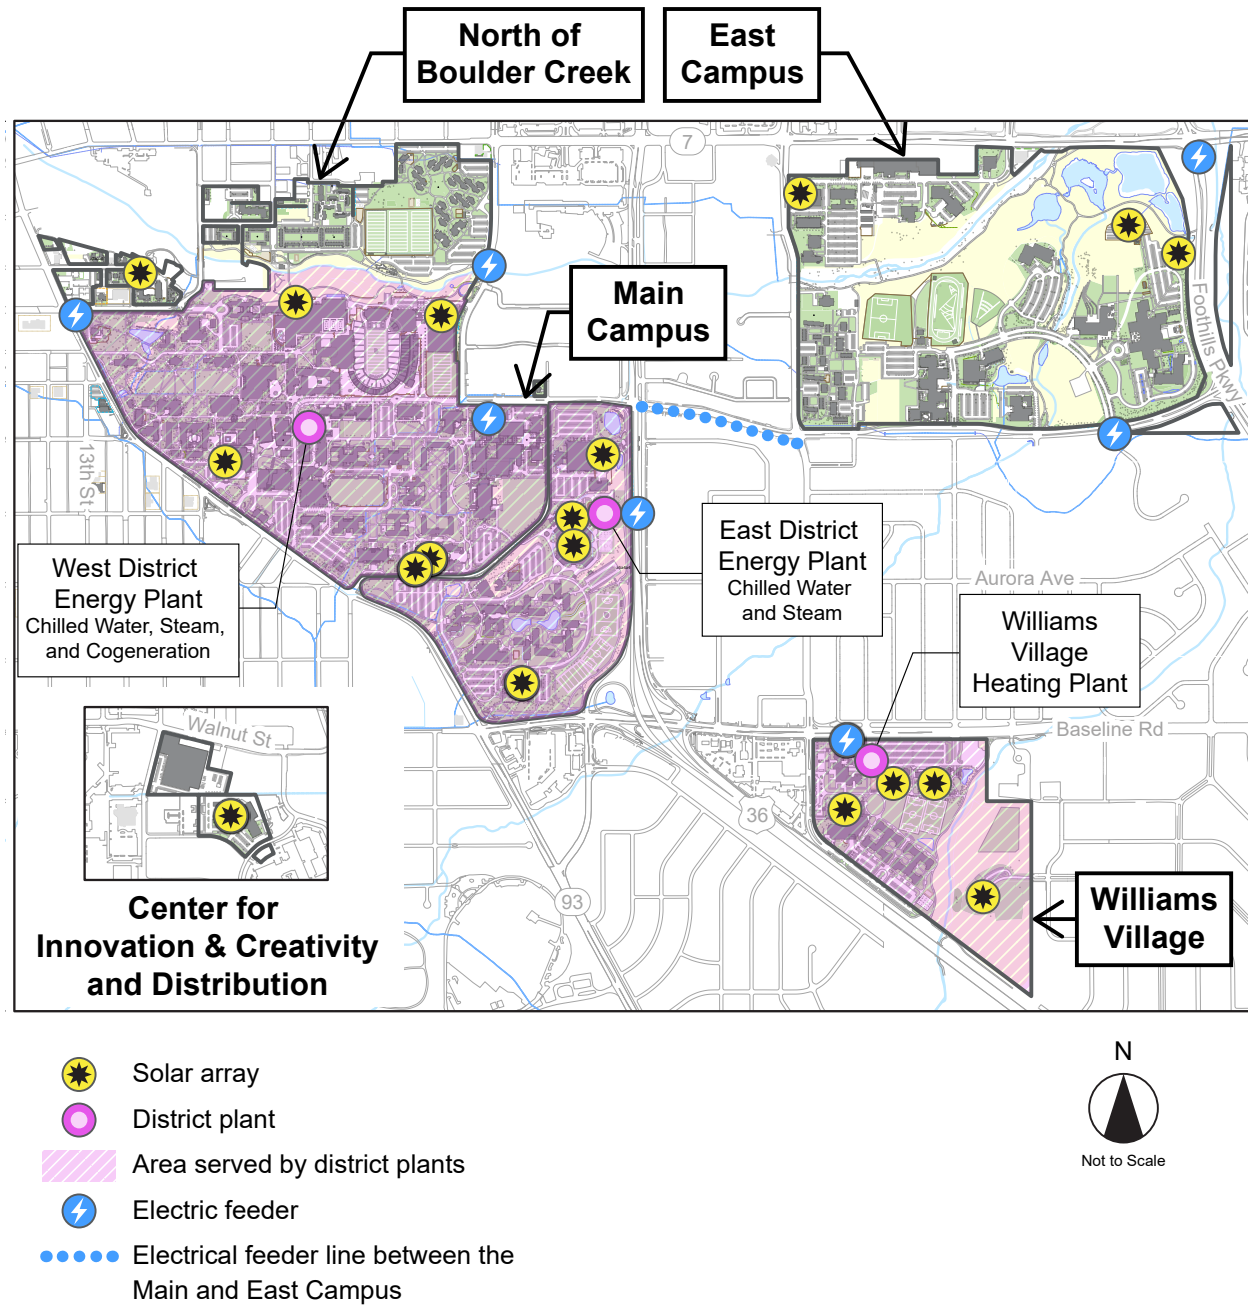 North of
Boulder Creek
East
Campus
7
Main
Campus
Foothills Pkwy
13th St
West District
Energy Plant
Chilled Water, Steam,
and Cogeneration
East District
Energy Plant
Chilled Water
and Steam
Aurora Ave
Williams
Village
Heating Plant
Baseline Rd
Walnut St
36
93
Center for
Innovation & Creativity
and Distribution
Williams
Village
Solar array
District plant
Area served by district plants
Electric feeder
Electrical feeder line between the
Main and East Campus
N
Not to Scale